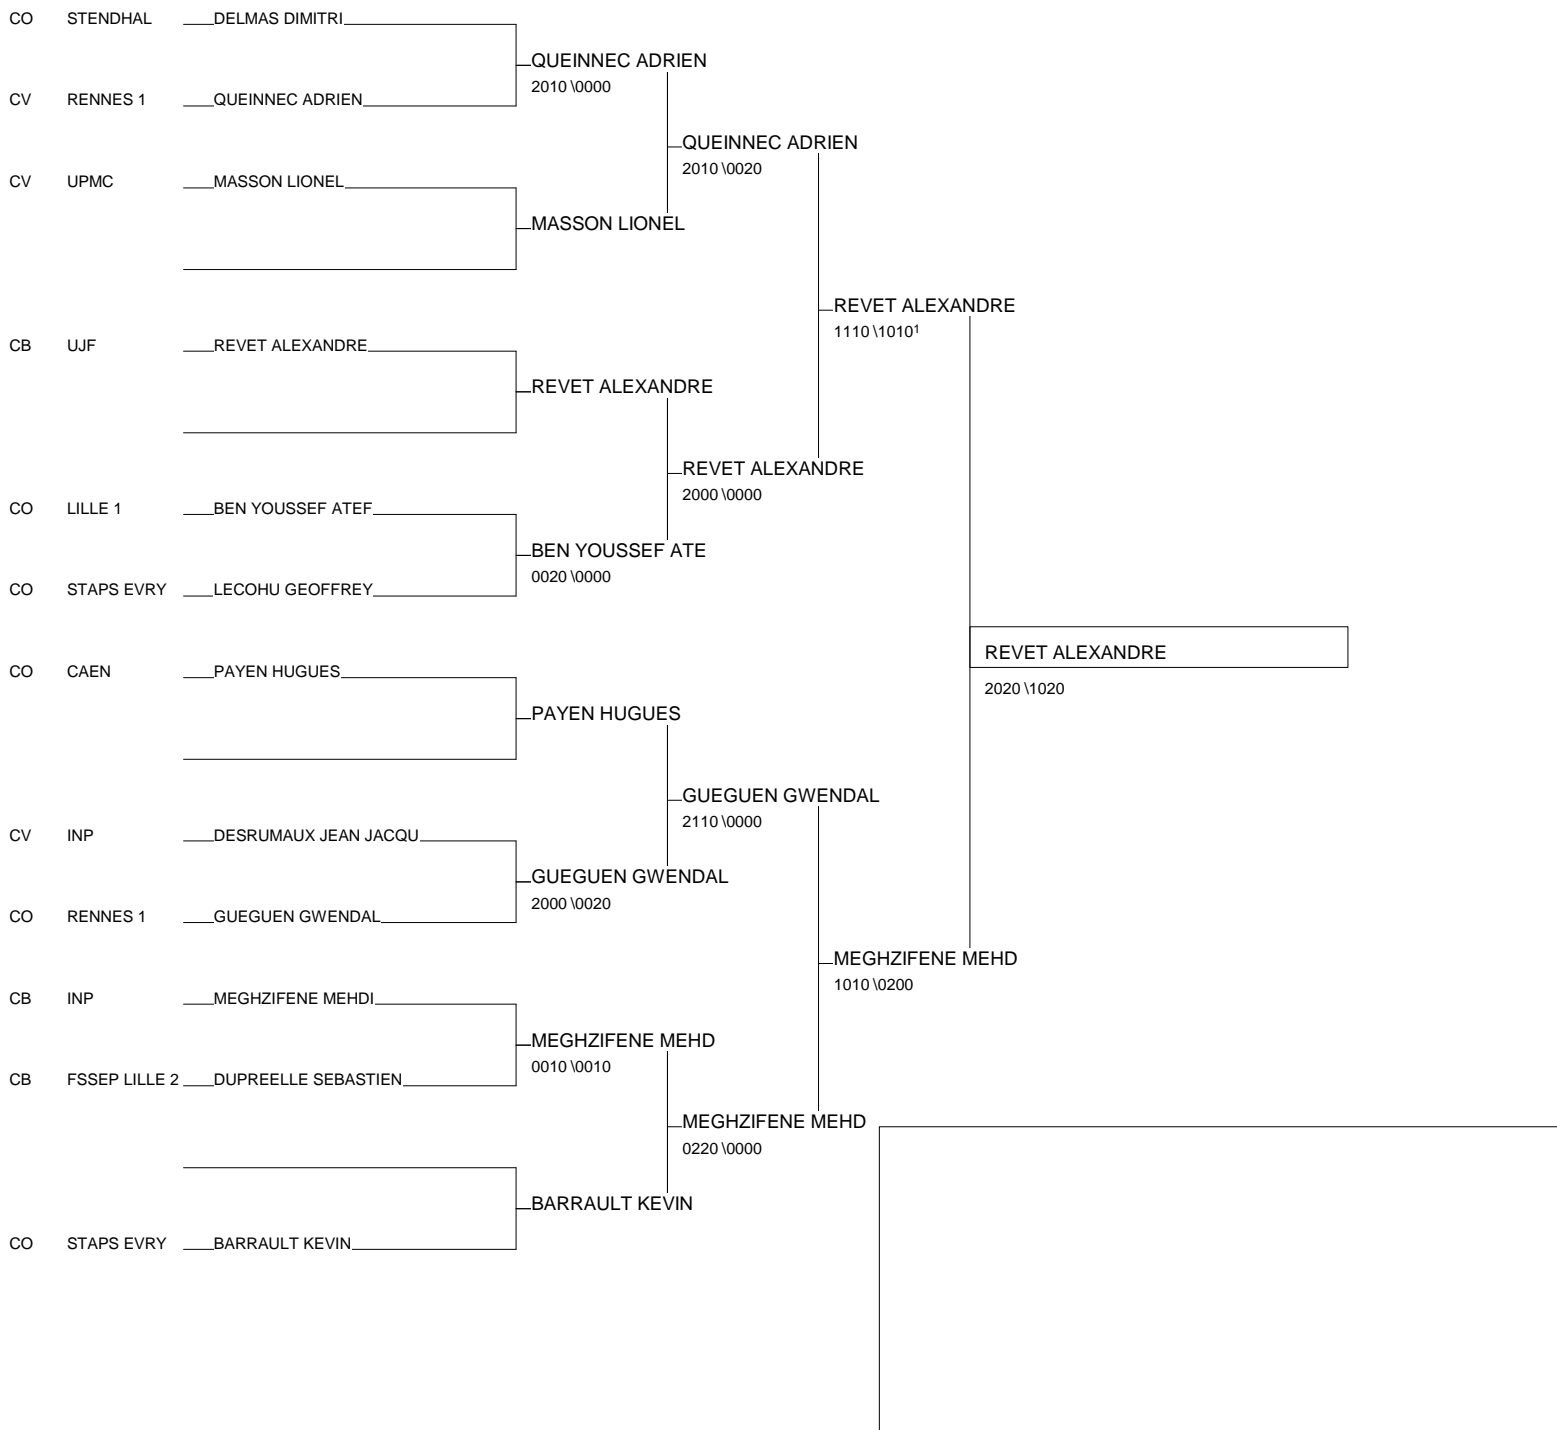 CO STENDHAL DELMAS DIMITRI
QUEINNEC ADRIEN
2010 \0000
CV RENNES 1 QUEINNEC ADRIEN
QUEINNEC ADRIEN
2010 \0020
CV UPMC MASSON LIONEL
MASSON LIONEL
REVET ALEXANDRE
1110 \1010¹
CB UJF REVET ALEXANDRE
REVET ALEXANDRE
REVET ALEXANDRE
2000 \0000
CO LILLE 1 BEN YOUSSEF ATEF
BEN YOUSSEF ATE
0020 \0000
CO STAPS EVRY LECOHU GEOFFREY
REVET ALEXANDRE
2020 \1020
CO CAEN PAYEN HUGUES
PAYEN HUGUES
GUEGUEN GWENDAL
2110 \0000
CV INP DESRUMAUX JEAN JACQU
GUEGUEN GWENDAL
2000 \0020
CO RENNES 1 GUEGUEN GWENDAL
MEGHZIFENE MEHD
1010 \0200
CB INP MEGHZIFENE MEHDI
MEGHZIFENE MEHD
0010 \0010
CB FSSEP LILLE 2 DUPREELLE SEBASTIEN
MEGHZIFENE MEHD
0220 \0000
BARRAULT KEVIN
CO STAPS EVRY BARRAULT KEVIN